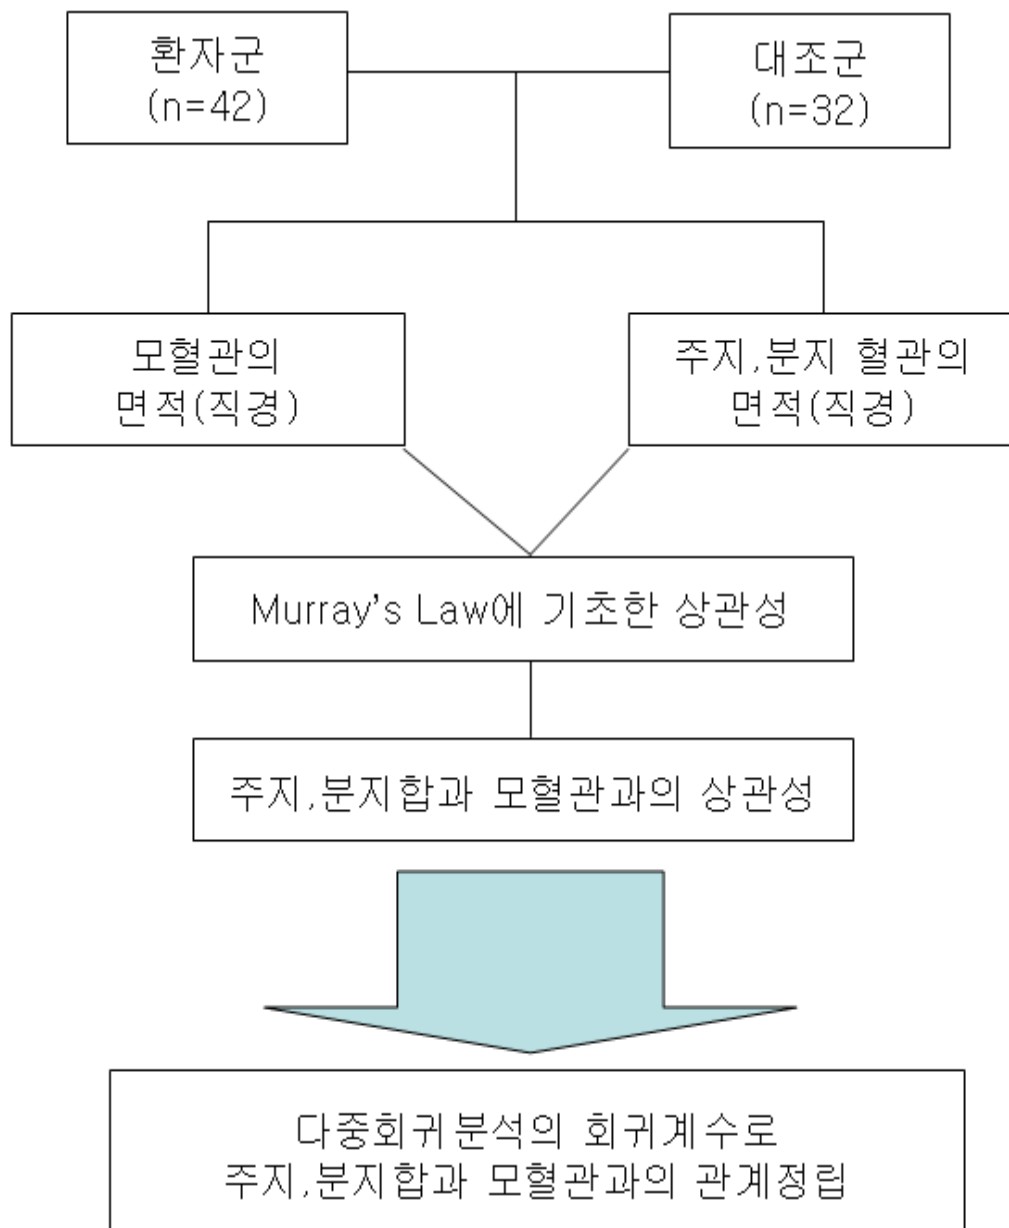 환자군
(n=42)
대조군
(n=32)
모혈관의
면적(직경)
주지,분지 혈관의
면적(직경)
Murray's Law에 기초한 상관성
주지,분지합과 모혈관과의 상관성
다중회귀분석의 회귀계수로
주지,분지합과 모혈관과의 관계정립